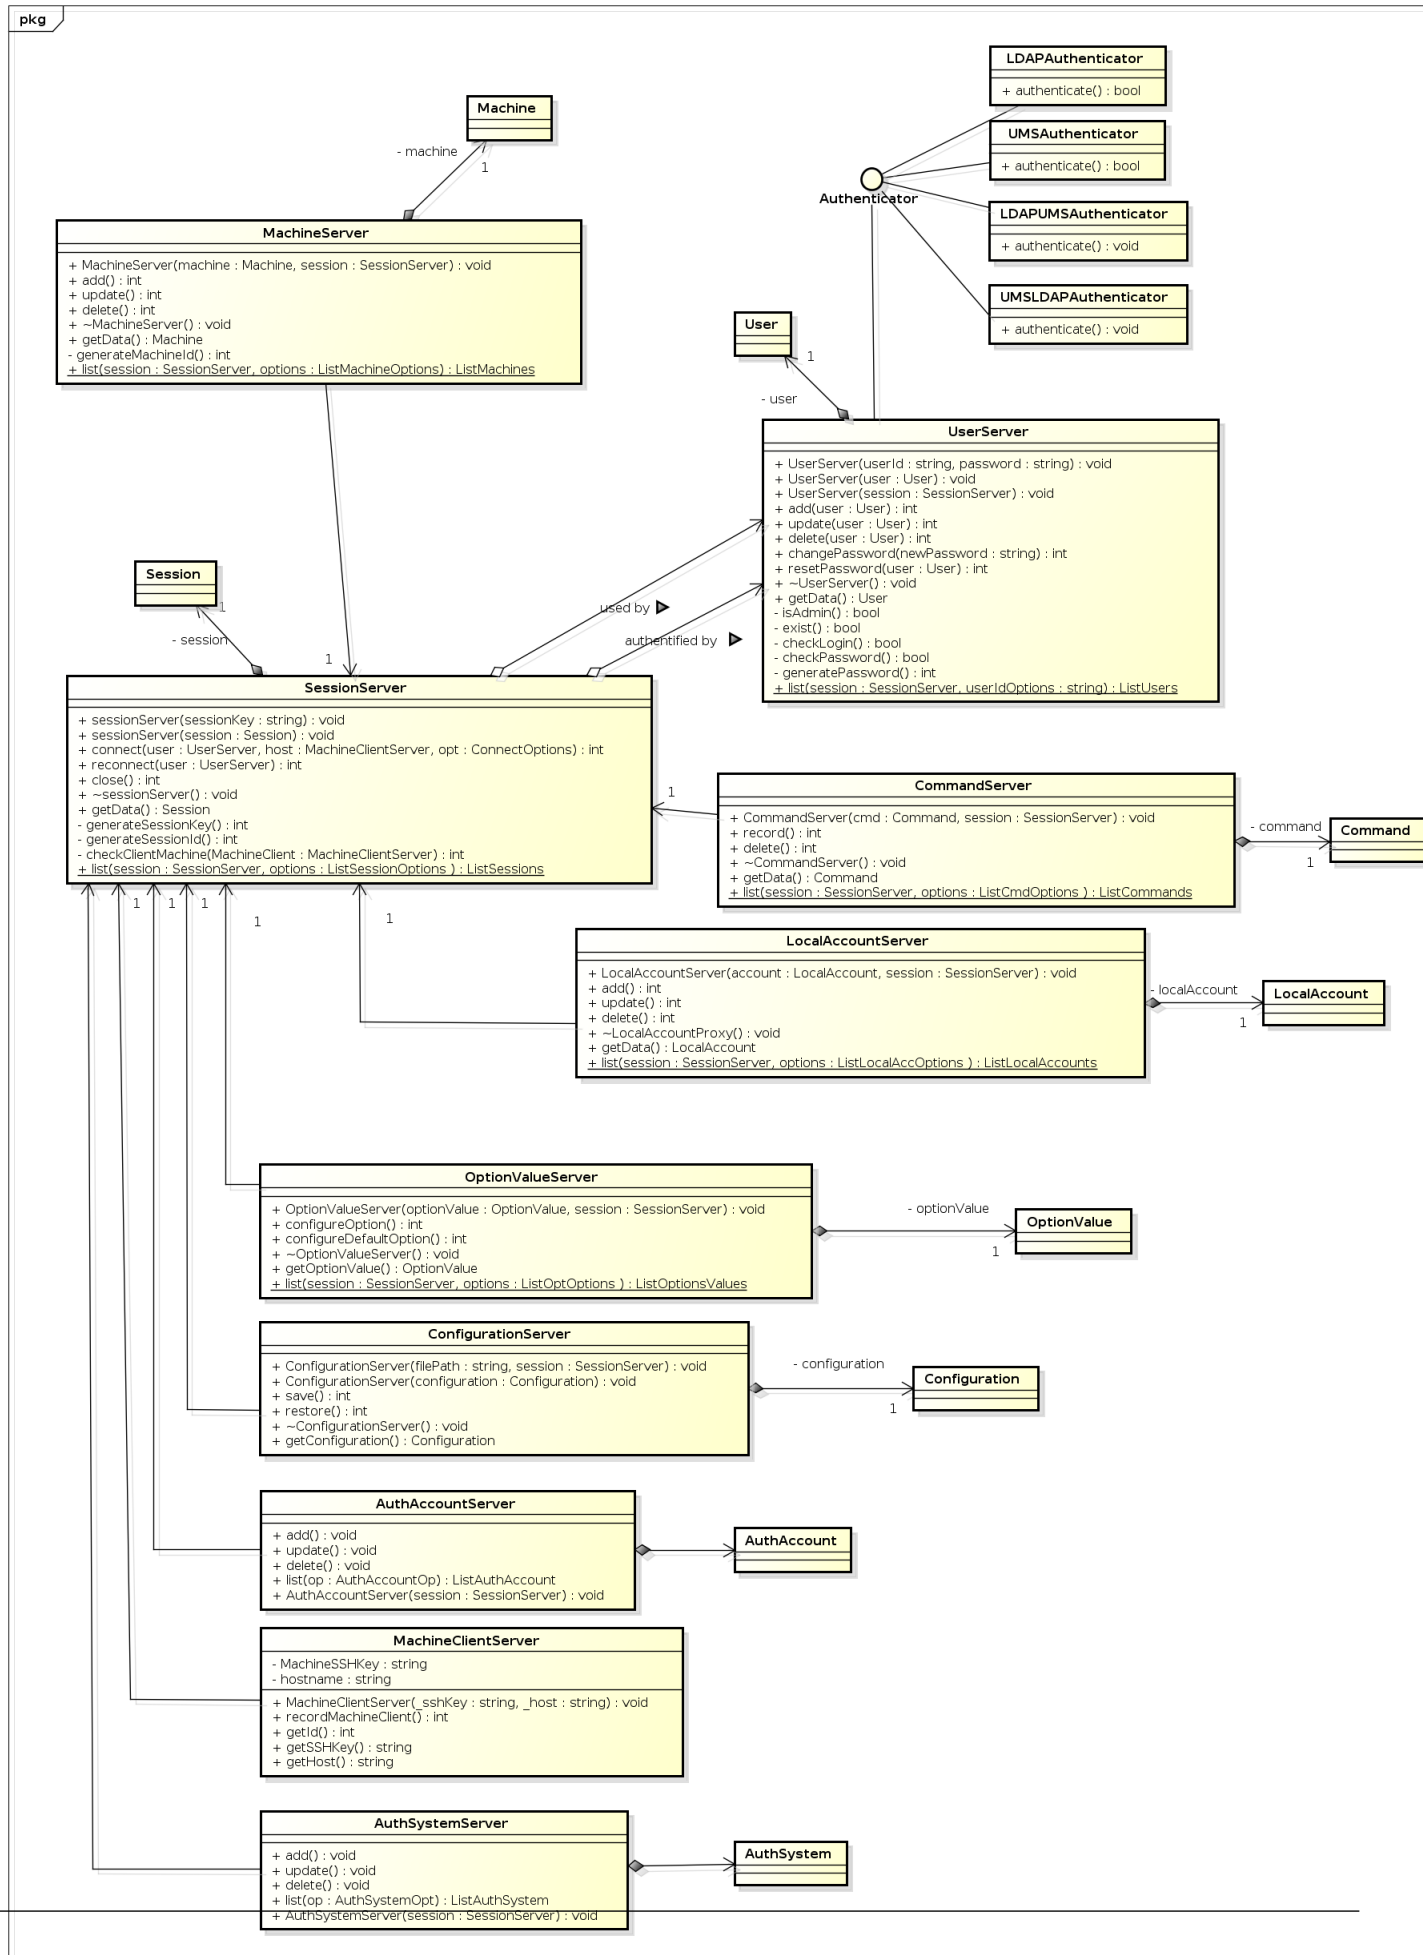 pkg
LDAPAuthenticator
+ authenticate() : bool
UMSAuthenticator
+ authenticate() : bool
Authenticator
LDAPUMSAuthenticator
+ authenticate() : void
UMSLDAPAuthenticator
+ authenticate() : void
Machine
- machine
1
MachineServer
+ MachineServer(machine : Machine, session : SessionServer) : void
+ add() : int
+ update() : int
+ delete() : int
+ ~MachineServer() : void
+ getData() : Machine
- generateMachineId() : int
+ list(session : SessionServer, options : ListMachineOptions) : ListMachines
User
1
- user
UserServer
+ UserServer(userId : string, password : string) : void
+ UserServer(user : User) : void
+ UserServer(session : SessionServer) : void
+ add(user : User) : int
+ update(user : User) : int
+ delete(user : User) : int
+ changePassword(newPassword : string) : int
+ resetPassword(user : User) : int
+ ~UserServer() : void
+ getData() : User
- isAdmin() : bool
- exist() : bool
- checkLogin() : bool
- checkPassword() : bool
- generatePassword() : int
+ list(session : SessionServer, userIdOptions : string) : ListUsers
used by
authentified by
Session
1
- session
1
SessionServer
+ sessionServer(sessionKey : string) : void
+ sessionServer(session : Session) : void
+ connect(user : UserServer, host : MachineClientServer, opt : ConnectOptions) : int
+ reconnect(user : UserServer) : int
+ close() : int
+ ~sessionServer() : void
+ getData() : Session
- generateSessionKey() : int
- generateSessionId() : int
- checkClientMachine(MachineClient : MachineClientServer) : int
+ list(session : SessionServer, options : ListSessionOptions ) : ListSessions
1
1
1
1
1
1
CommandServer
+ CommandServer(cmd : Command, session : SessionServer) : void
+ record() : int
+ delete() : int
+ ~CommandServer() : void
+ getData() : Command
+ list(session : SessionServer, options : ListCmdOptions ) : ListCommands
- command
1
Command
LocalAccountServer
+ LocalAccountServer(account : LocalAccount, session : SessionServer) : void
+ add() : int
+ update() : int
+ delete() : int
+ ~LocalAccountProxy() : void
+ getData() : LocalAccount
+ list(session : SessionServer, options : ListLocalAccOptions ) : ListLocalAccounts
- localAccount
1
LocalAccount
OptionValueServer
+ OptionValueServer(optionValue : OptionValue, session : SessionServer) : void
+ configureOption() : int
+ configureDefaultOption() : int
+ ~OptionValueServer() : void
+ getOptionValue() : OptionValue
+ list(session : SessionServer, options : ListOptOptions ) : ListOptionsValues
- optionValue
1
OptionValue
ConfigurationServer
+ ConfigurationServer(filePath : string, session : SessionServer) : void
+ ConfigurationServer(configuration : Configuration) : void
+ save() : int
+ restore() : int
+ ~ConfigurationServer() : void
+ getConfiguration() : Configuration
- configuration
1
Configuration
AuthAccountServer
+ add() : void
+ update() : void
+ delete() : void
+ list(op : AuthAccountOp) : ListAuthAccount
+ AuthAccountServer(session : SessionServer) : void
AuthAccount
MachineClientServer
- MachineSSHKey : string
- hostname : string
+ MachineClientServer(_sshKey : string, _host : string) : void
+ recordMachineClient() : int
+ getId() : int
+ getSSHKey() : string
+ getHost() : string
AuthSystemServer
+ add() : void
+ update() : void
+ delete() : void
+ list(op : AuthSystemOpt) : ListAuthSystem
+ AuthSystemServer(session : SessionServer) : void
AuthSystem